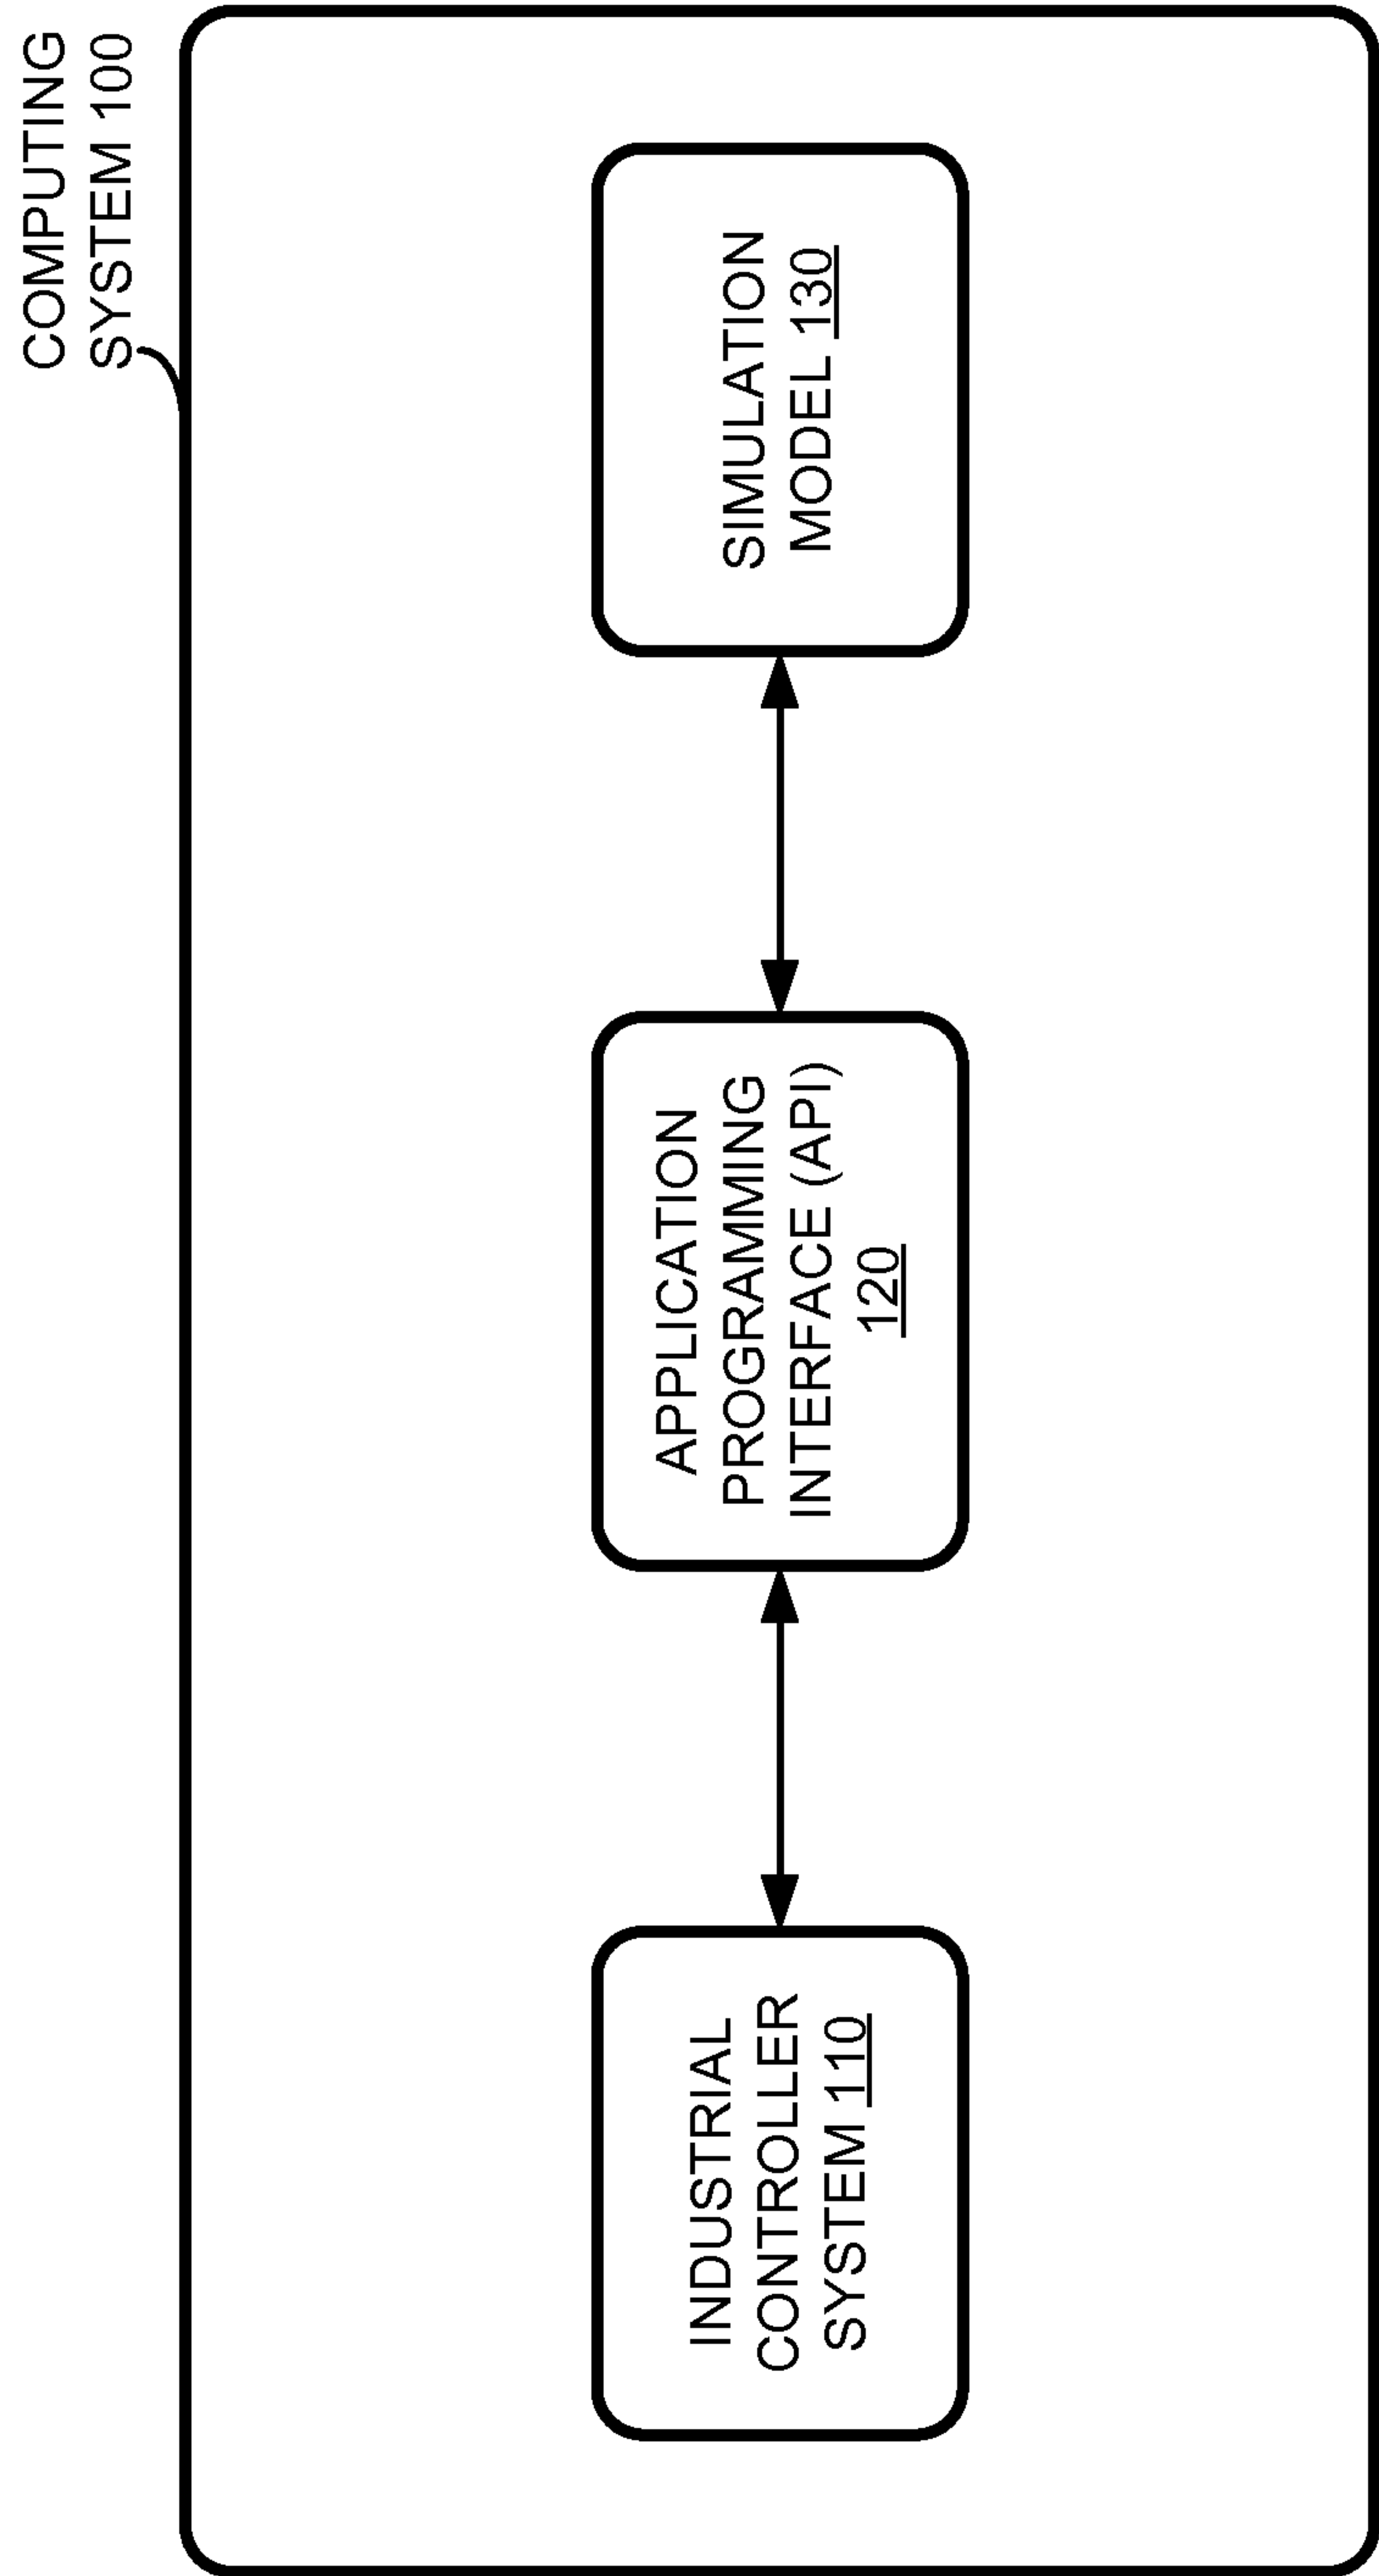 COMPUTING
SYSTEM 100
INDUSTRIAL
CONTROLLER
SYSTEM 110
APPLICATION
PROGRAMMING
INTERFACE (API)
120
SIMULATION
MODEL 130